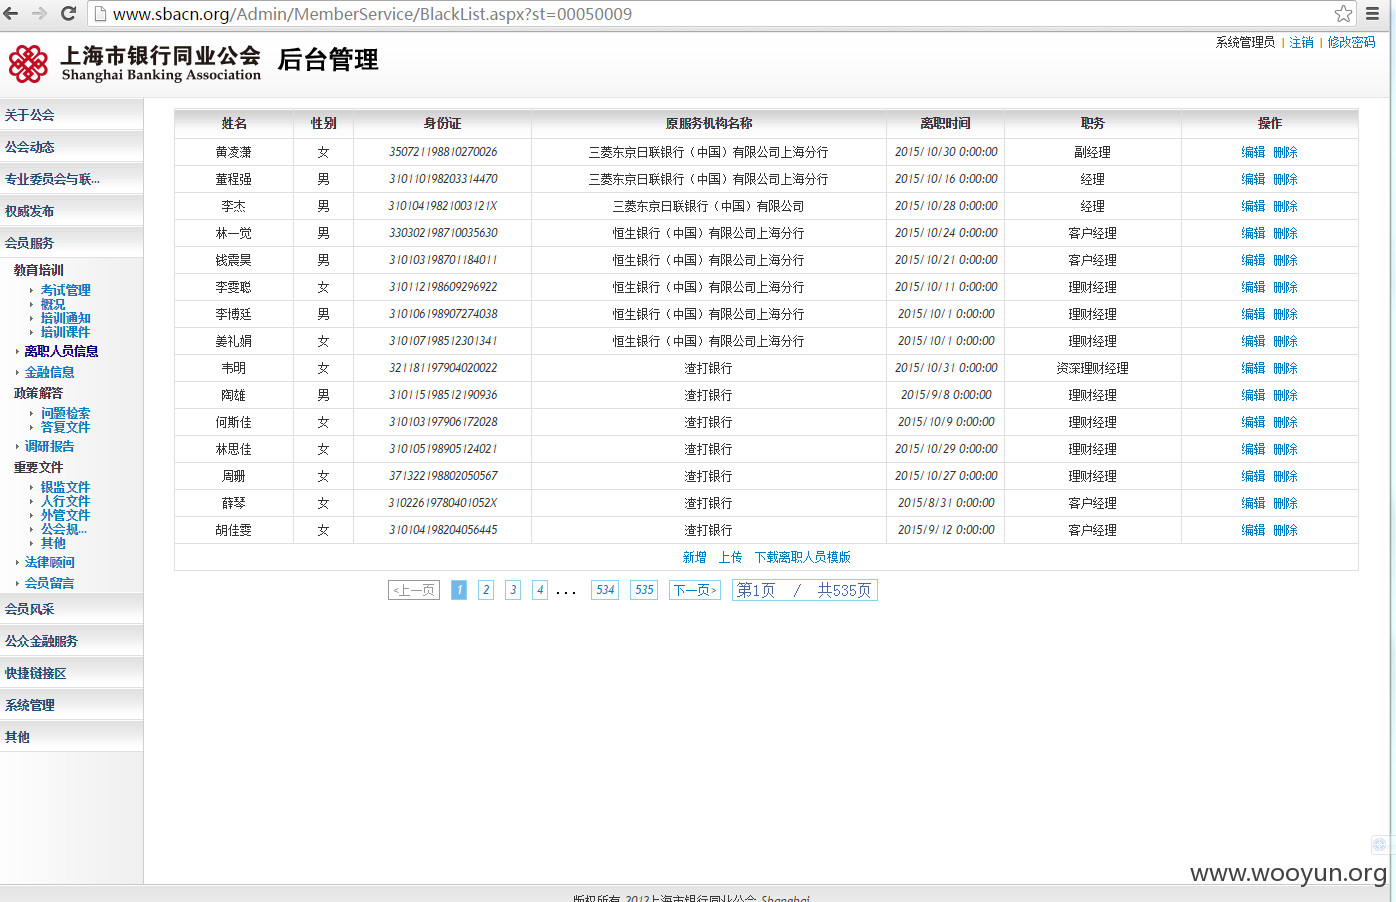 www.sbacn.org/Admin/MemberService/BlackList.aspx?st=00050009
上海市银行同业公会 后台管理
Shanghai Banking Association
系统管理员 | 注销 | 修改密码
关于公会
公会动态
专业委员会与联...
权威发布
会员服务
教育培训
考试管理
概况
培训通知
培训课件
离职人员信息
金融信息
政策解答
问题检索
答复文件
调研报告
重要文件
银监文件
人行文件
外管文件
公会规...
其他
法律顾问
会员留言
会员风采
公众金融服务
快捷链接区
系统管理
其他
姓名 性别 身份证 原服务机构名称 离职时间 职务 操作
黄凌潇 女 350721198810270026 三菱东京日联银行（中国）有限公司上海分行 2015/10/30 0:00:00 副经理 编辑 删除
董程强 男 310110198203314470 三菱东京日联银行（中国）有限公司上海分行 2015/10/16 0:00:00 经理 编辑 删除
李杰 男 31010419821003121X 三菱东京日联银行（中国）有限公司 2015/10/28 0:00:00 经理 编辑 删除
林一觉 男 330302198710035630 恒生银行（中国）有限公司上海分行 2015/10/24 0:00:00 客户经理 编辑 删除
钱震昊 男 310103198701184011 恒生银行（中国）有限公司上海分行 2015/10/21 0:00:00 客户经理 编辑 删除
李雯聪 女 310112198609296922 恒生银行（中国）有限公司上海分行 2015/10/11 0:00:00 理财经理 编辑 删除
李博廷 男 310106198907274038 恒生银行（中国）有限公司上海分行 2015/10/1 0:00:00 理财经理 编辑 删除
姜礼娟 女 310107198512301341 恒生银行（中国）有限公司上海分行 2015/10/1 0:00:00 理财经理 编辑 删除
韦明 女 321181197904020022 渣打银行 2015/10/31 0:00:00 资深理财经理 编辑 删除
陶雄 男 310115198512190936 渣打银行 2015/9/8 0:00:00 理财经理 编辑 删除
何斯佳 女 310103197906172028 渣打银行 2015/10/9 0:00:00 理财经理 编辑 删除
林思佳 女 310105198905124021 渣打银行 2015/10/29 0:00:00 理财经理 编辑 删除
周珊 女 371322198802050567 渣打银行 2015/10/27 0:00:00 理财经理 编辑 删除
薛琴 女 31022619780401052X 渣打银行 2015/8/31 0:00:00 客户经理 编辑 删除
胡佳雯 女 310104198204056445 渣打银行 2015/9/12 0:00:00 客户经理 编辑 删除
新增 上传 下载离职人员模版
<上一页 1 2 3 4 ... 534 535 下一页> 第1页 / 共535页
www.wooyun.org
版权所有 2012上海市银行同业公会 Shanghai